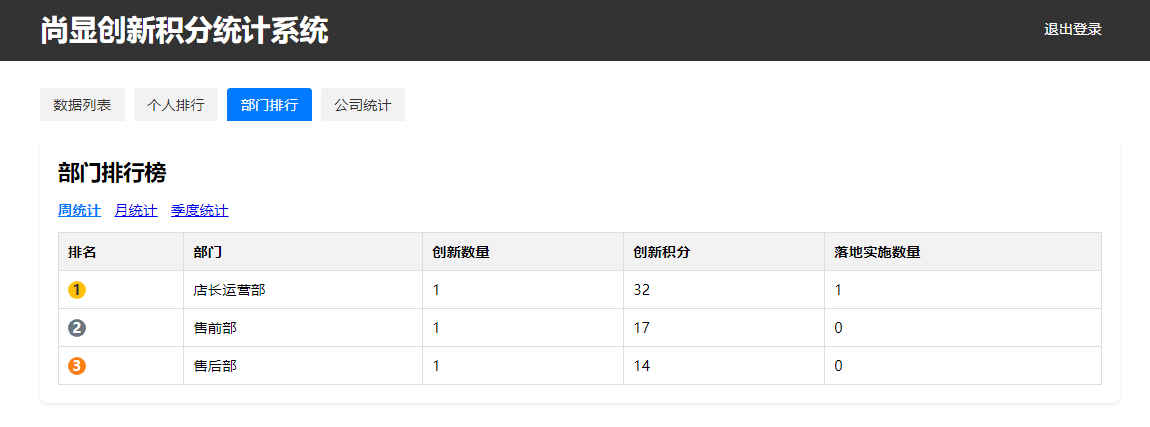 尚显创新积分统计系统 退出登录
数据列表 个人排行 部门排行 公司统计
部门排行榜
周统计 月统计 季度统计
排名 部门 创新数量 创新积分 落地实施数量
1 店长运营部 1 32 1
2 售前部 1 17 0
3 售后部 1 14 0